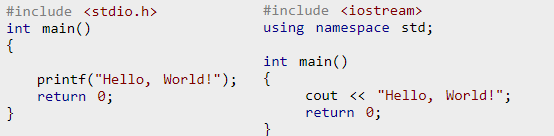 #include <stdio.h>
int main()
{
printf("Hello, World!");
return 0;
}
#include <iostream>
using namespace std;
int main()
{
cout << "Hello, World!";
return 0;
}